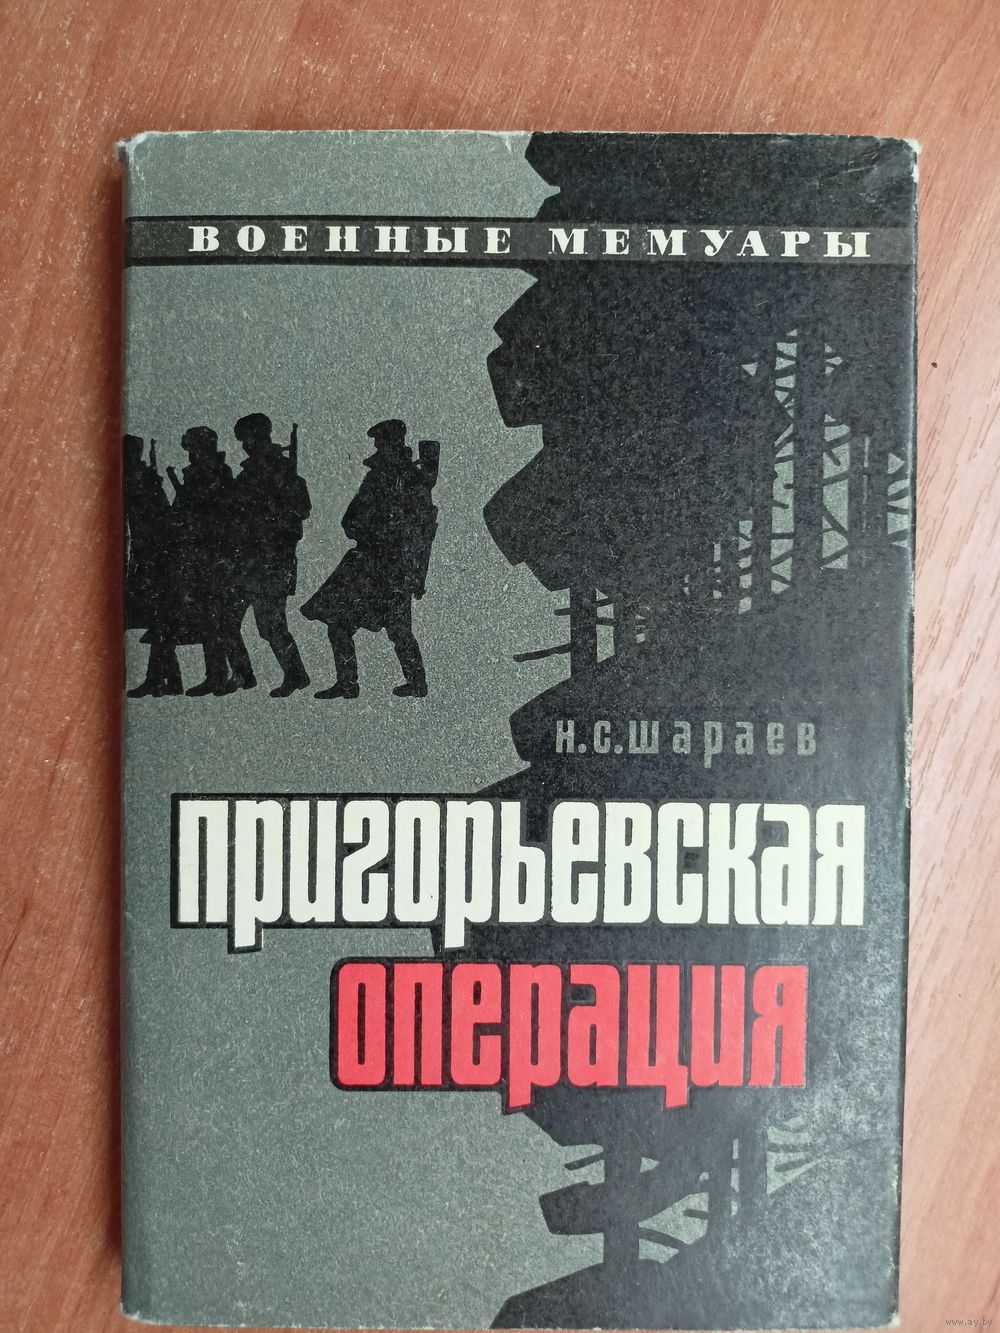 ВОЕННЫЕ МЕМУАРЫ
Н.С.Шараев
Пригорьевская
операция
www.ay.by